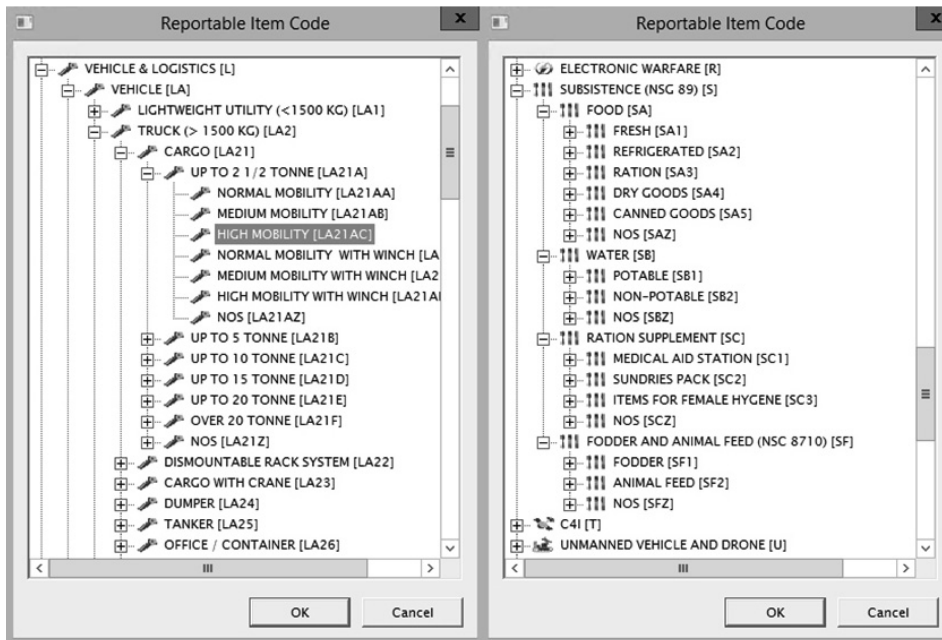 Reportable Item Code
x
VEHICLE & LOGISTICS [L]
VEHICLE [LA]
LIGHTWEIGHT UTILITY (<1500 KG) [LA1]
TRUCK (> 1500 KG) [LA2]
CARGO [LA21]
UP TO 2 1/2 TONNE [LA21A]
NORMAL MOBILITY [LA21AA]
MEDIUM MOBILITY [LA21AB]
HIGH MOBILITY [LA21AC]
NORMAL MOBILITY WITH WINCH [LA
MEDIUM MOBILITY WITH WINCH [LA2
HIGH MOBILITY WITH WINCH [LA21A
NOS [LA21AZ]
UP TO 5 TONNE [LA21B]
UP TO 10 TONNE [LA21C]
UP TO 15 TONNE [LA21D]
UP TO 20 TONNE [LA21E]
OVER 20 TONNE [LA21F]
NOS [LA21Z]
DISMOUNTABLE RACK SYSTEM [LA22]
CARGO WITH CRANE [LA23]
DUMPER [LA24]
TANKER [LA25]
OFFICE / CONTAINER [LA26]
OK Cancel
Reportable Item Code
x
ELECTRONIC WARFARE [R]
SUBSISTENCE (NSG 89) [S]
FOOD [SA]
FRESH [SA1]
REFRIGERATED [SA2]
RATION [SA3]
DRY GOODS [SA4]
CANNED GOODS [SA5]
NOS [SAZ]
WATER [SB]
POTABLE [SB1]
NON-POTABLE [SB2]
NOS [SBZ]
RATION SUPPLEMENT [SC]
MEDICAL AID STATION [SC1]
SUNDRIES PACK [SC2]
ITEMS FOR FEMALE HYGENE [SC3]
NOS [SCZ]
FODDER AND ANIMAL FEED (NSC 8710) [SF]
FODDER [SF1]
ANIMAL FEED [SF2]
NOS [SFZ]
C4I [T]
UNMANNED VEHICLE AND DRONE [U]
OK Cancel